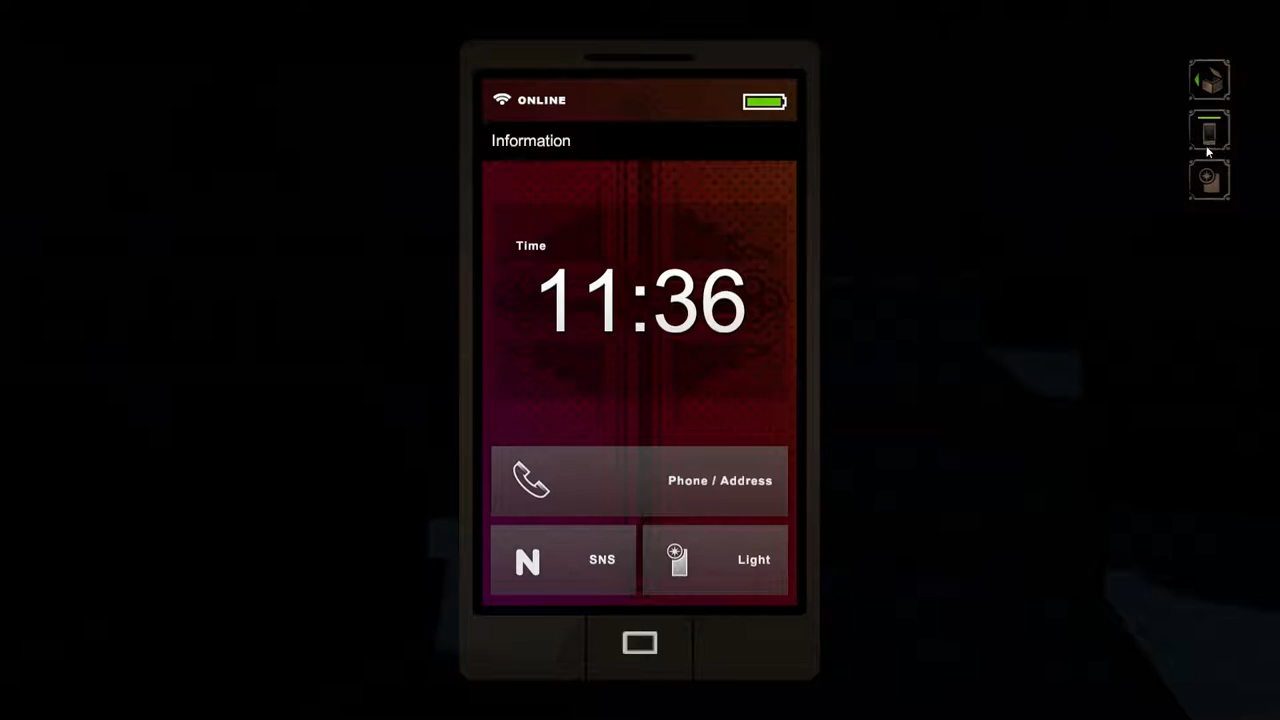 ONLINE
Information
Time
11:36
Phone / Address
N SNS
Light